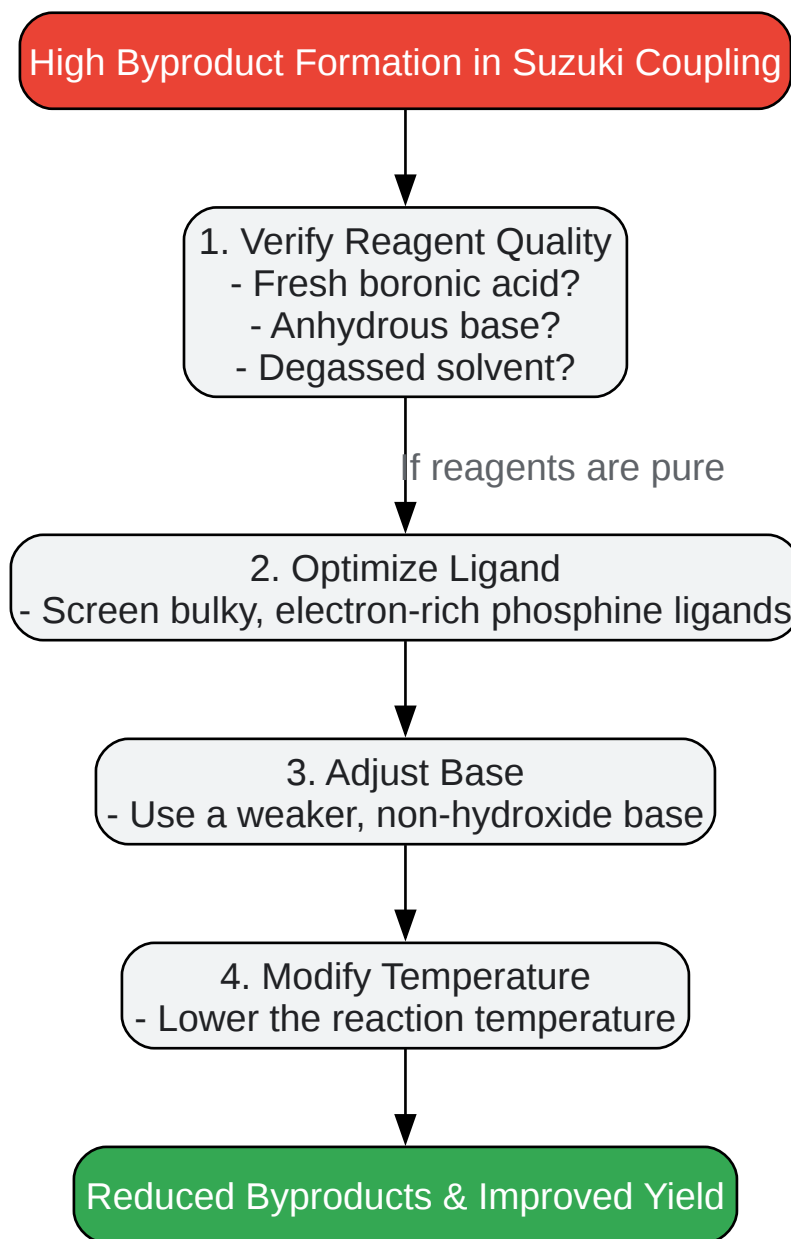 High Byproduct Formation in Suzuki Coupling
1. Verify Reagent Quality
- Fresh boronic acid?
- Anhydrous base?
- Degassed solvent?
If reagents are pure
2. Optimize Ligand
- Screen bulky, electron-rich phosphine ligands
3. Adjust Base
- Use a weaker, non-hydroxide base
4. Modify Temperature
- Lower the reaction temperature
Reduced Byproducts & Improved Yield